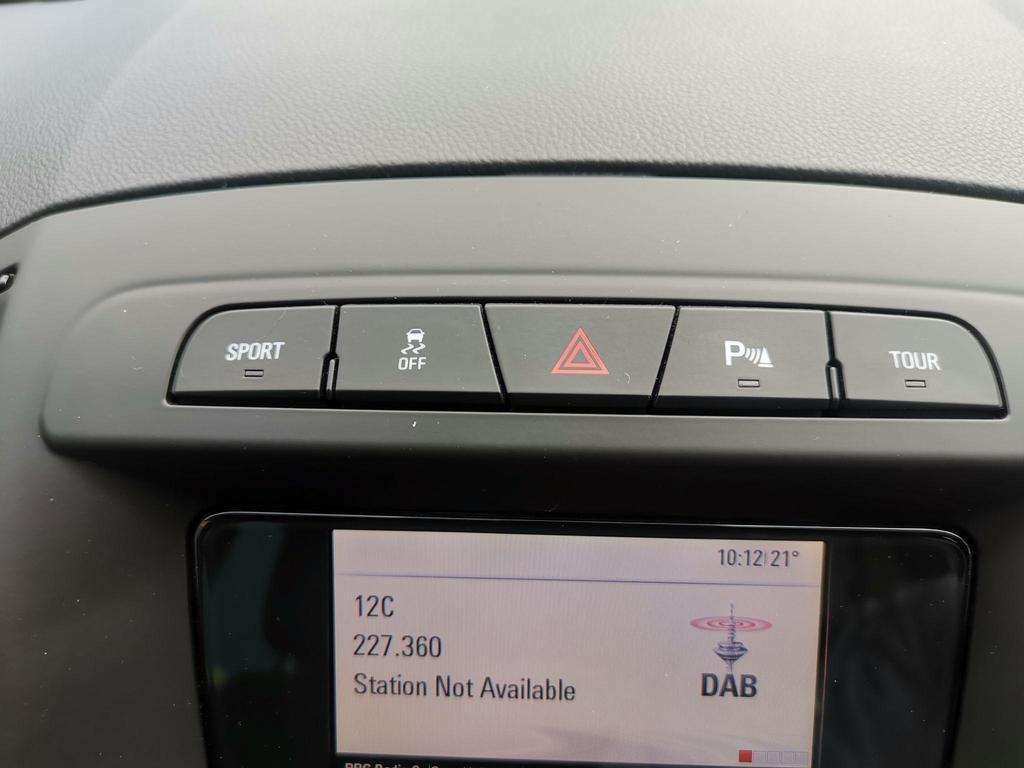 SPORT
OFF
P
TOUR
10:12 21°
12C
227.360
Station Not Available
DAB